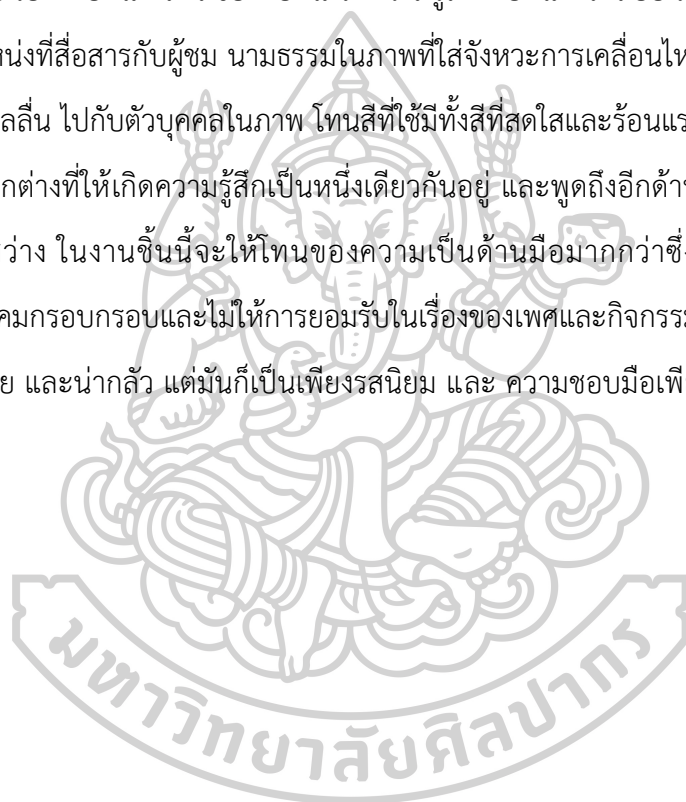 หน่งที่สื่อสารกับผู้ชม นามธรรมในภาพที่ใส่จังหวะการเคลื่อนไห
ลลื่น ไปกับตัวบุคคลในภาพ โทนสีที่ใช้มีทั้งสีที่สดใสและร้อนแร
กต่างที่ให้เกิดความรู้สึกเป็นหนึ่งเดียวกันอยู่ และพูดถึงอีกด้า
ว่าง ในงานชิ้นนี้จะให้โทนของความเป็นด้านมือมากกว่าซึ่
คมกรอบกรอบและไม่ให้การยอมรับในเรื่องของเพศและกิจกรรม
ย และน่ากลัว แต่มันก็เป็นเพียงรสนิยม และ ความชอบมือเพี
มหาวิทยาลัยศิลปากร